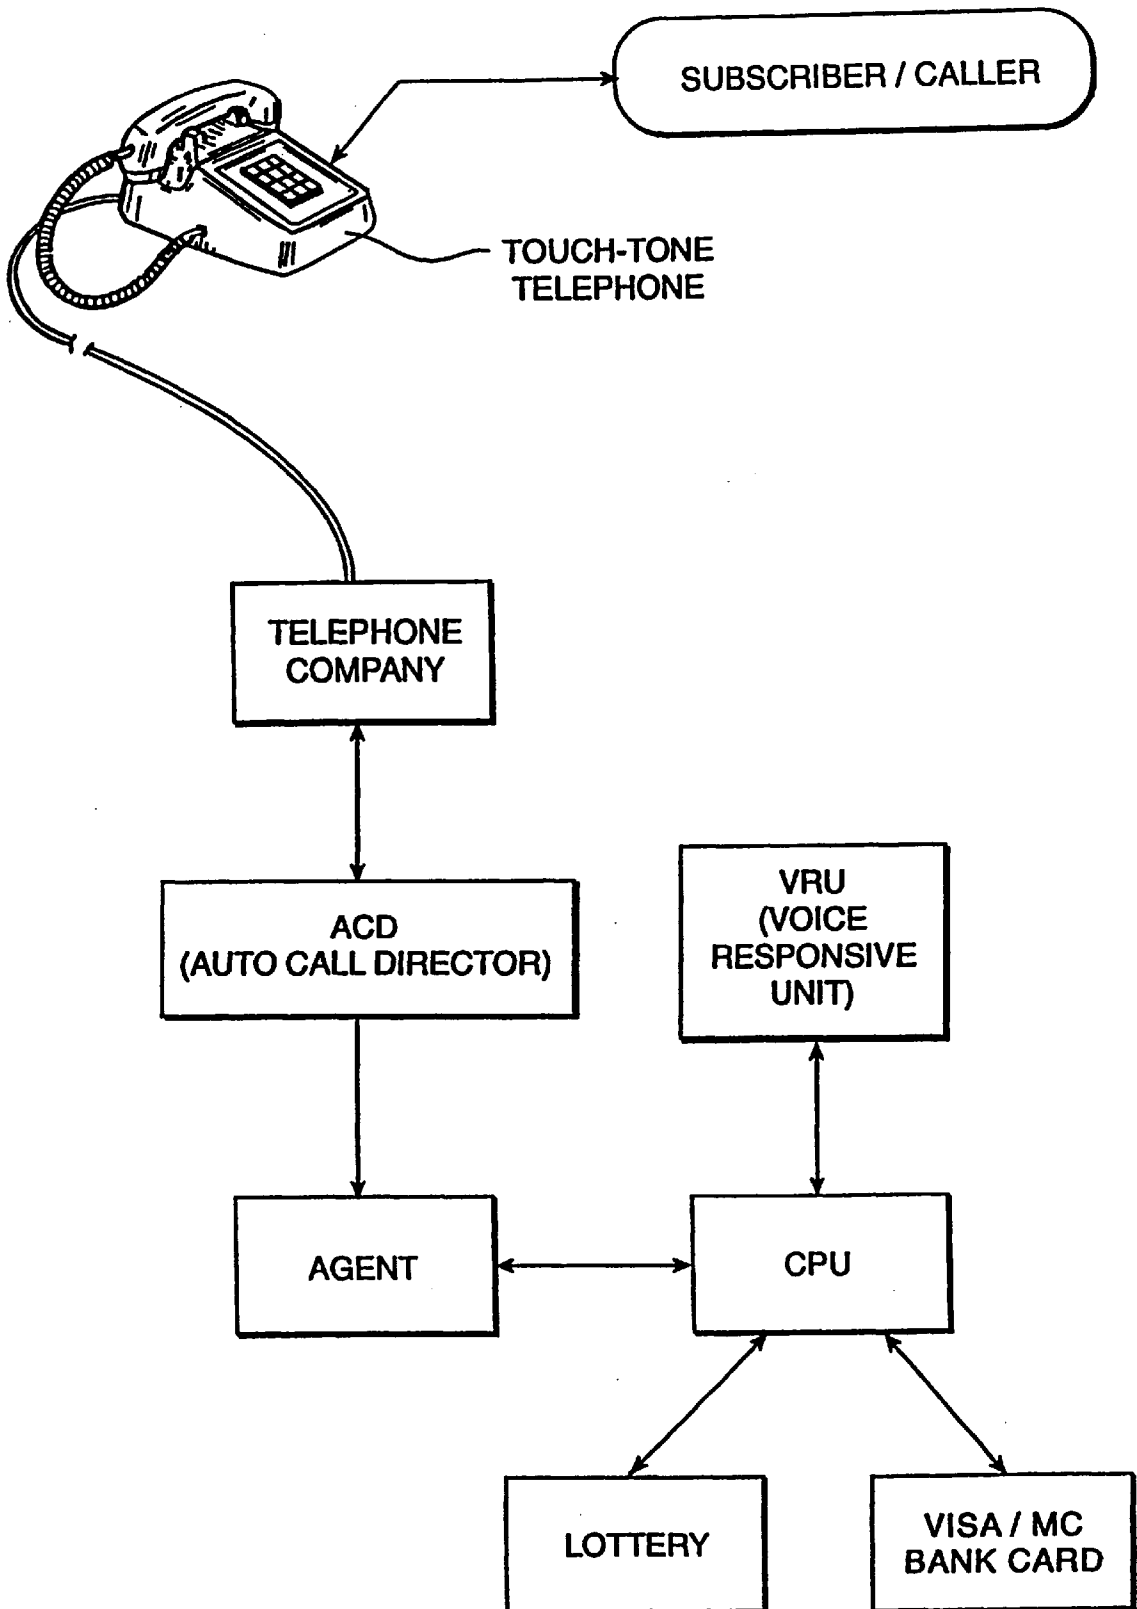 SUBSCRIBER / CALLER
TOUCH-TONE
TELEPHONE
TELEPHONE
COMPANY
ACD
(AUTO CALL DIRECTOR)
VRU
(VOICE
RESPONSIVE
UNIT)
AGENT
CPU
LOTTERY
VISA / MC
BANK CARD